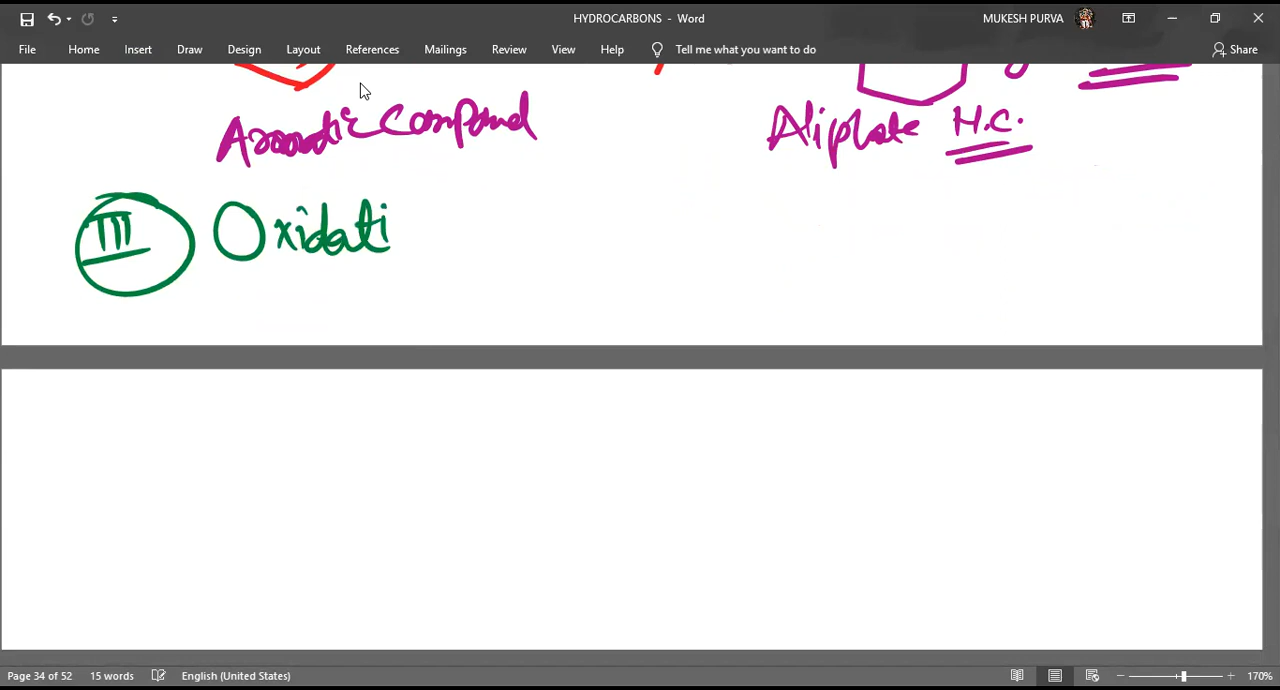 HYDROCARBONS - Word
MUKESH PURVA
File Home Insert Draw Design Layout References Mailings Review View Help Tell me what you want to do Share
Aromatic Compound
Aliphate H.C.
III Oxidati
Page 34 of 52 15 words English (United States) 170%